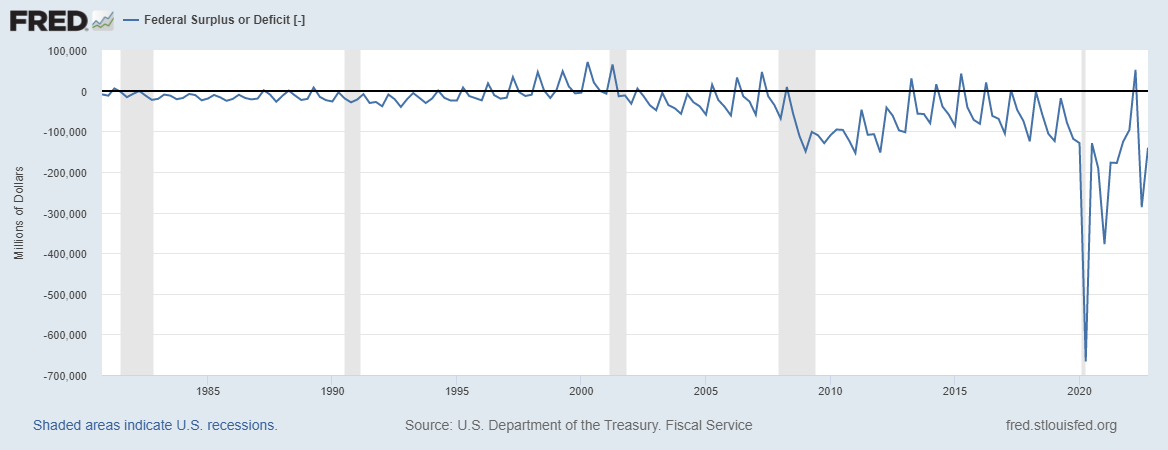 FRED
Federal Surplus or Deficit [-]
100,000
0
-100,000
-200,000
-300,000
-400,000
-500,000
-600,000
-700,000
Millions of Dollars
1985 1990 1995 2000 2005 2010 2015 2020
Shaded areas indicate U.S. recessions. Source: U.S. Department of the Treasury. Fiscal Service fred.stlouisfed.org